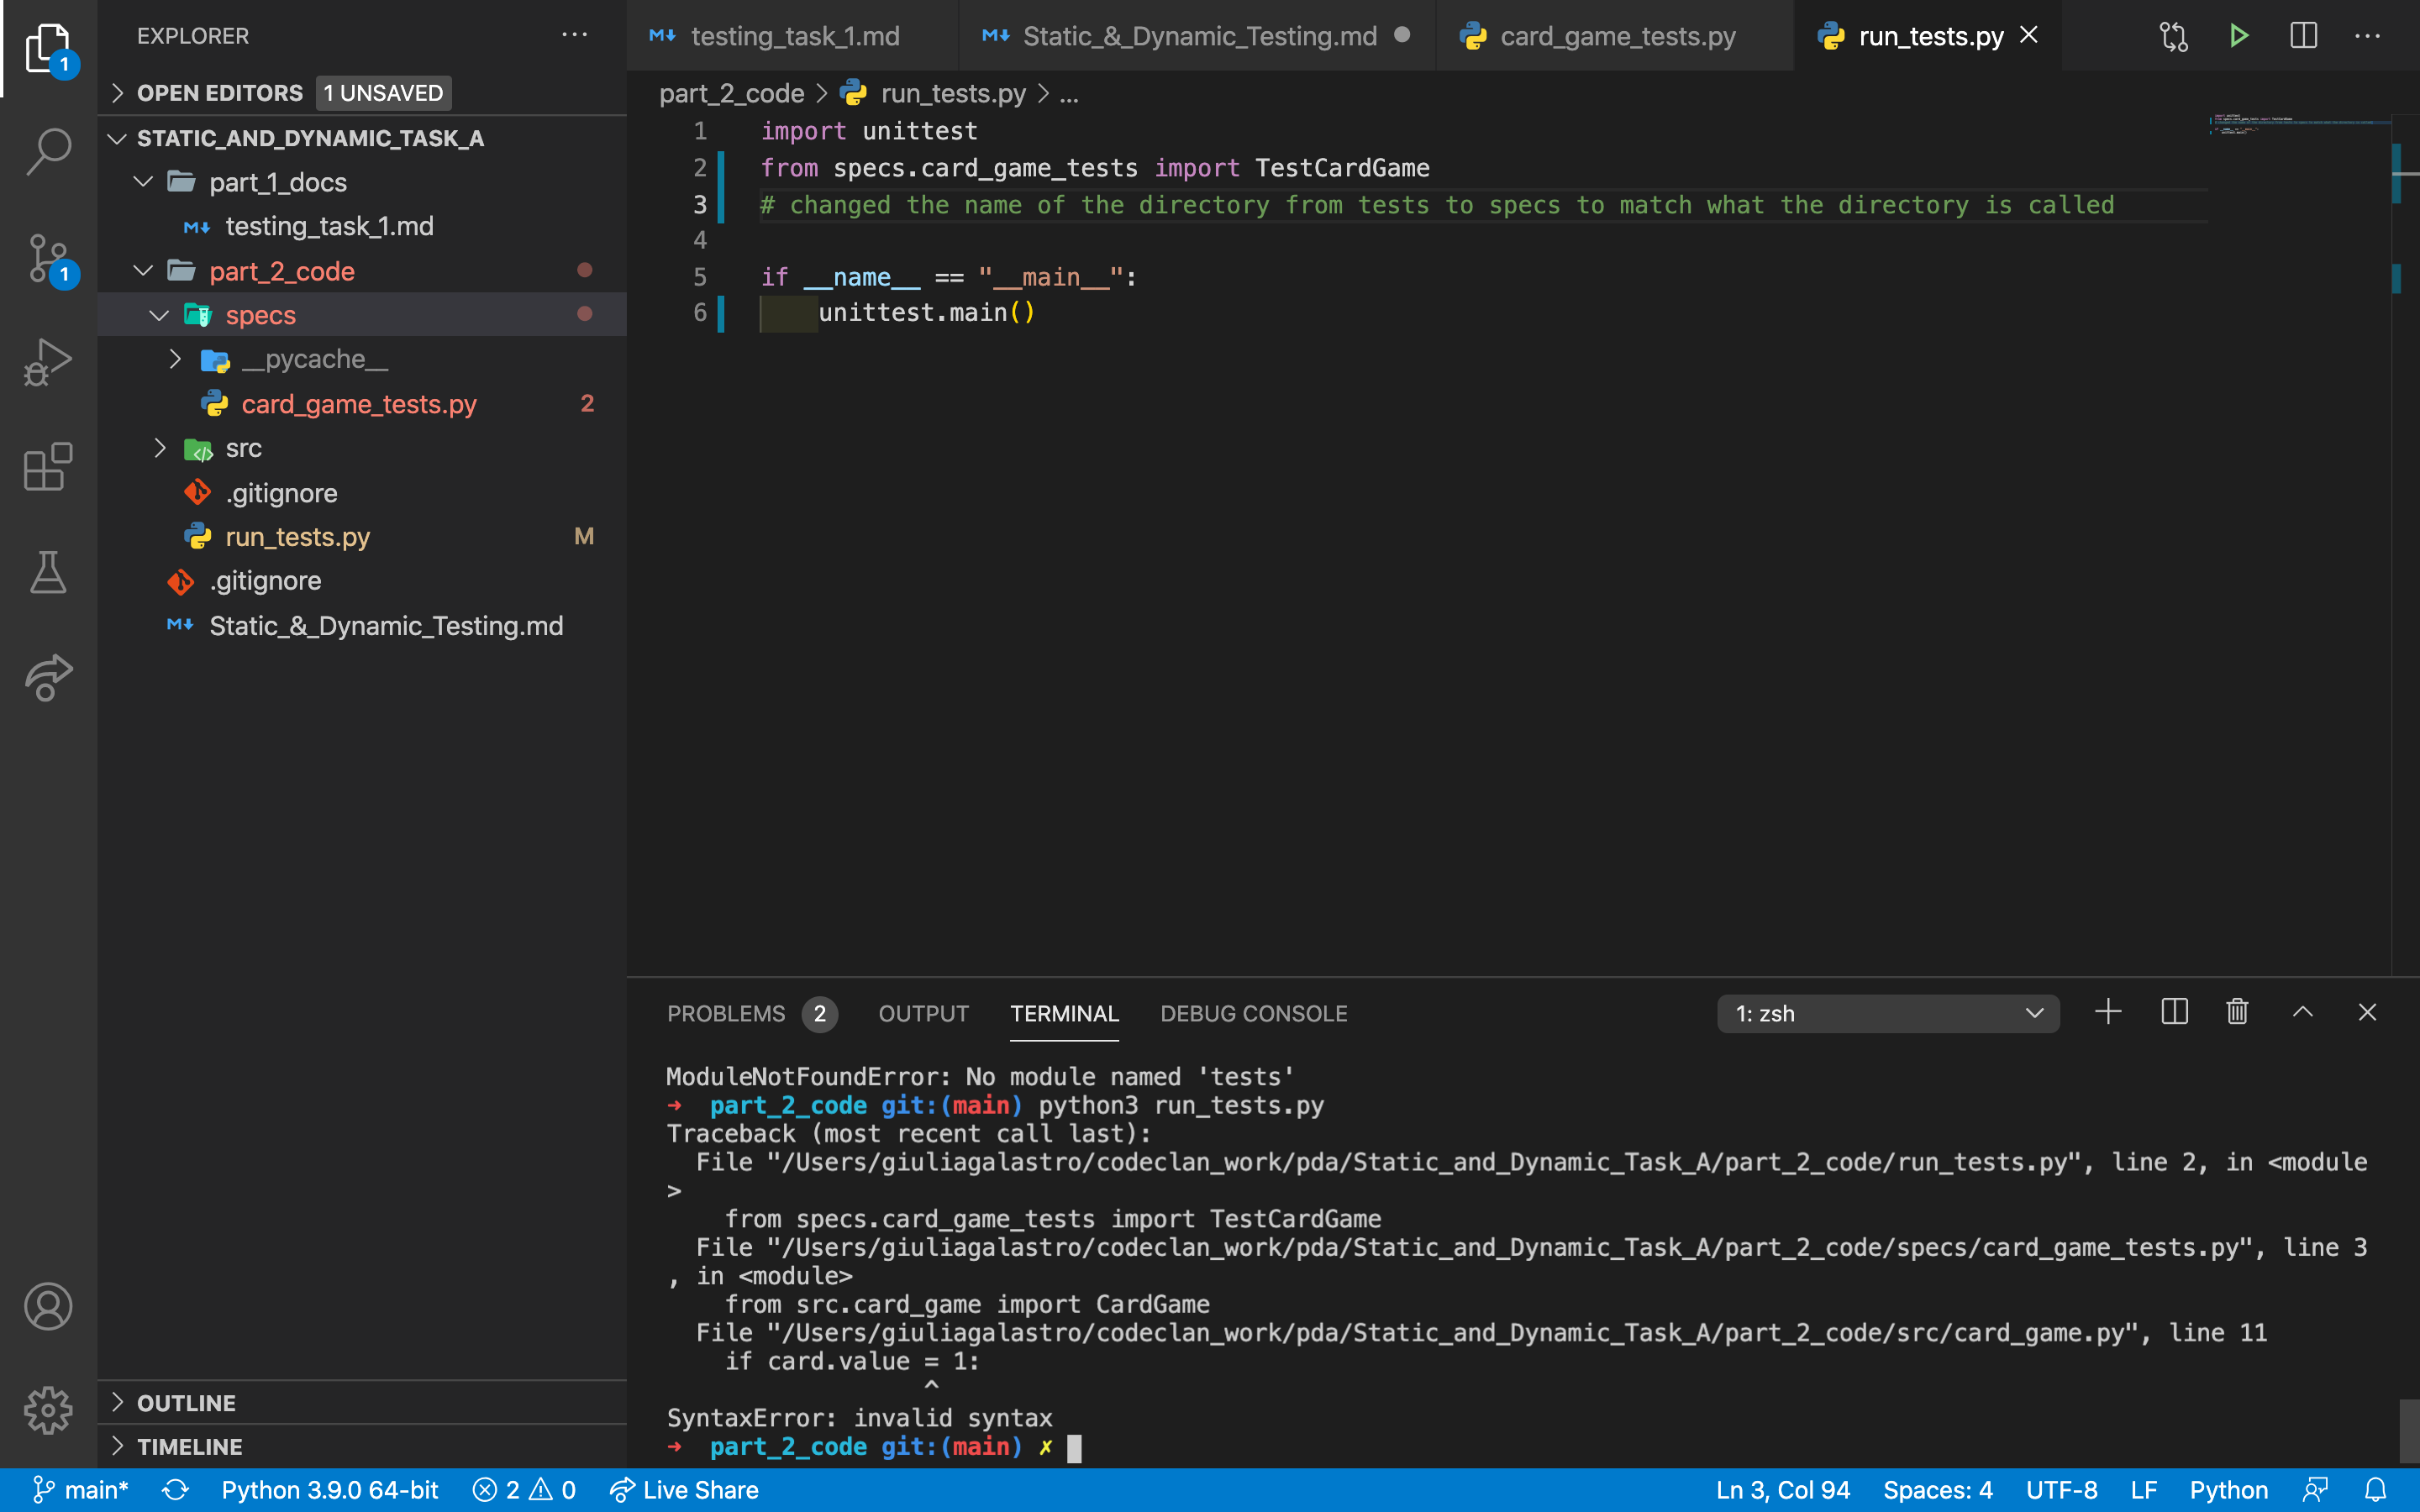 EXPLORER
OPEN EDITORS 1 UNSAVED
STATIC_AND_DYNAMIC_TASK_A
part_1_docs
testing_task_1.md
part_2_code
specs
__pycache__
card_game_tests.py 2
src
.gitignore
run_tests.py M
.gitignore
Static_&_Dynamic_Testing.md
OUTLINE
TIMELINE
1
1
testing_task_1.md Static_&_Dynamic_Testing.md card_game_tests.py run_tests.py
part_2_code > run_tests.py > ...
1 import unittest
2 from specs.card_game_tests import TestCardGame
3 # changed the name of the directory from tests to specs to match what the directory is called
4
5 if __name__ == "__main__":
6 unittest.main()
PROBLEMS 2 OUTPUT TERMINAL DEBUG CONSOLE 1: zsh
ModuleNotFoundError: No module named 'tests'
➜ part_2_code git:(main) python3 run_tests.py
Traceback (most recent call last):
File "/Users/giuliagalastro/codeclan_work/pda/Static_and_Dynamic_Task_A/part_2_code/run_tests.py", line 2, in <module
>
from specs.card_game_tests import TestCardGame
File "/Users/giuliagalastro/codeclan_work/pda/Static_and_Dynamic_Task_A/part_2_code/specs/card_game_tests.py", line 3
, in <module>
from src.card_game import CardGame
File "/Users/giuliagalastro/codeclan_work/pda/Static_and_Dynamic_Task_A/part_2_code/src/card_game.py", line 11
if card.value = 1:
^
SyntaxError: invalid syntax
➜ part_2_code git:(main) ✗
main* Python 3.9.0 64-bit 2 0 Live Share Ln 3, Col 94 Spaces: 4 UTF-8 LF Python